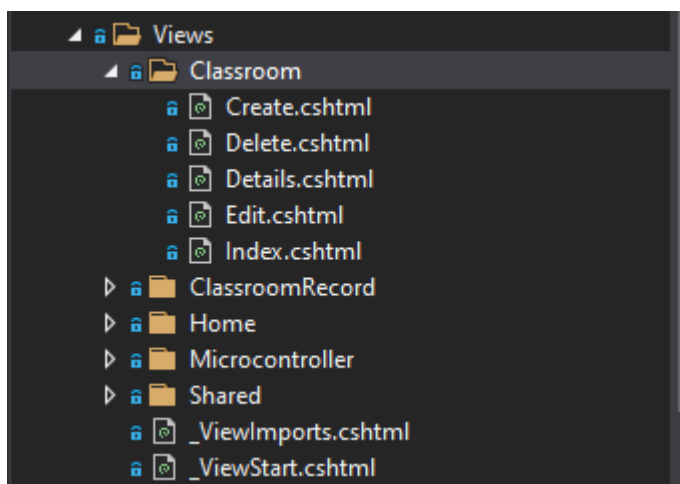 Views
Classroom
Create.cshtml
Delete.cshtml
Details.cshtml
Edit.cshtml
Index.cshtml
ClassroomRecord
Home
Microcontroller
Shared
_ViewImports.cshtml
_ViewStart.cshtml